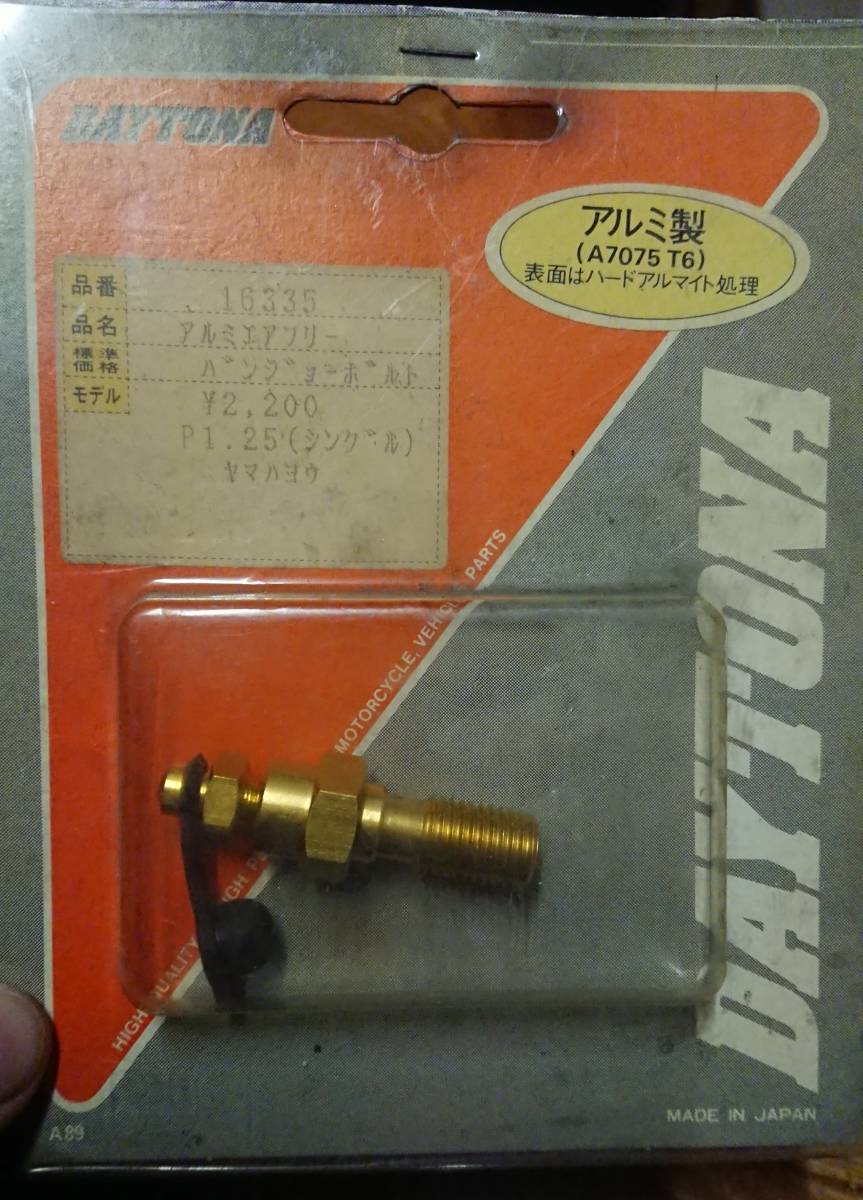 DAYTONA
アルミ製
(A7075 T6)
表面はハードアルマイト処理
品番 16335
品名 アルミエアフリー
標準価格 バンジョーボルト
モデル ¥2,200
P1.25(シングル)
ヤマハヨウ
HIGH QUALITY, HIGH P MOTORCYCLE, VEHICLE PARTS
DAYTONA
MADE IN JAPAN
A89